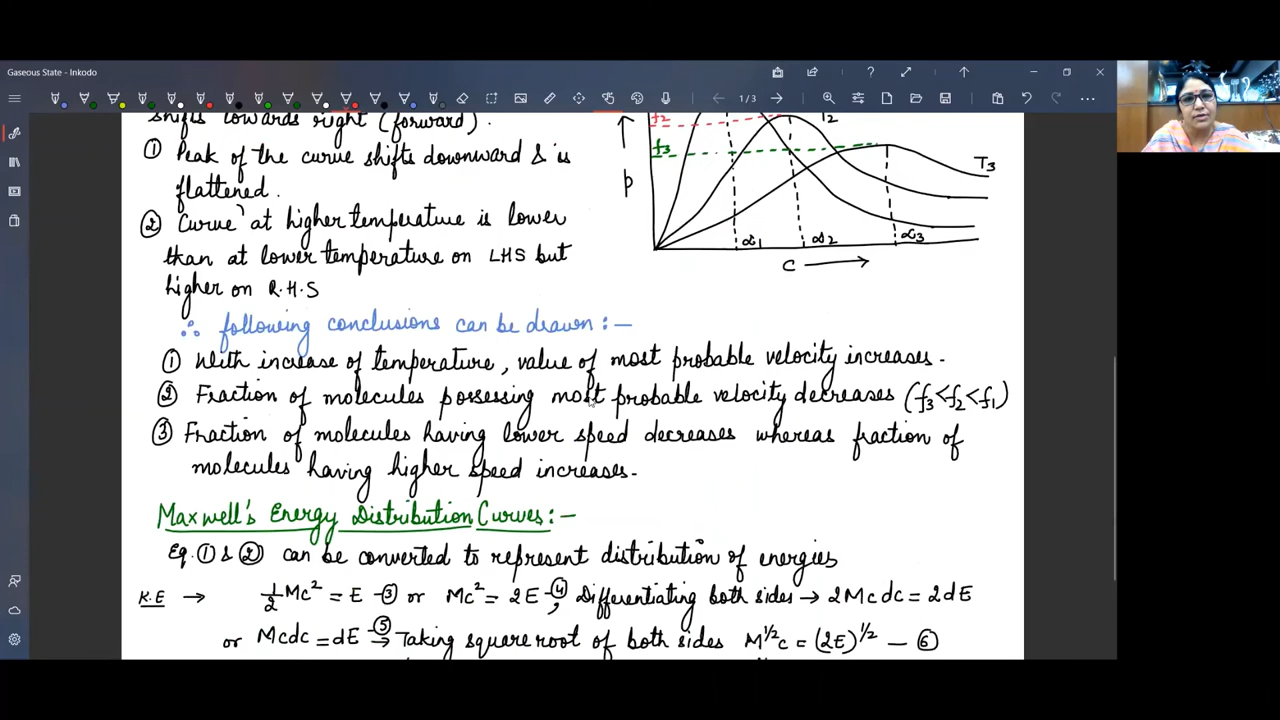 Gaseous State - Inkodo
1/3
shifts towards right (forward).
① Peak of the curve shifts downward & is
flattened.
② Curve at higher temperature is lower
than at lower temperature on LHS but
higher on R.H.S
f2
f3
p
T2
T3
α1
α2
α3
C →
∴ following conclusions can be drawn :-
① With increase of temperature, value of most probable velocity increases.
② Fraction of molecules possessing most probable velocity decreases (f3<f2<f1)
③ Fraction of molecules having lower speed decreases whereas fraction of
molecules having higher speed increases.
Maxwell's Energy Distribution Curves :-
Eq. ① & ② can be converted to represent distribution of energies
K.E → 1/2 Mc² = E -③ or Mc² = 2E -④, Differentiating both sides → 2Mcdc = 2dE
or Mcdc = dE -⑤→ Taking square root of both sides M^1/2 c = (2E)^1/2 - ⑥